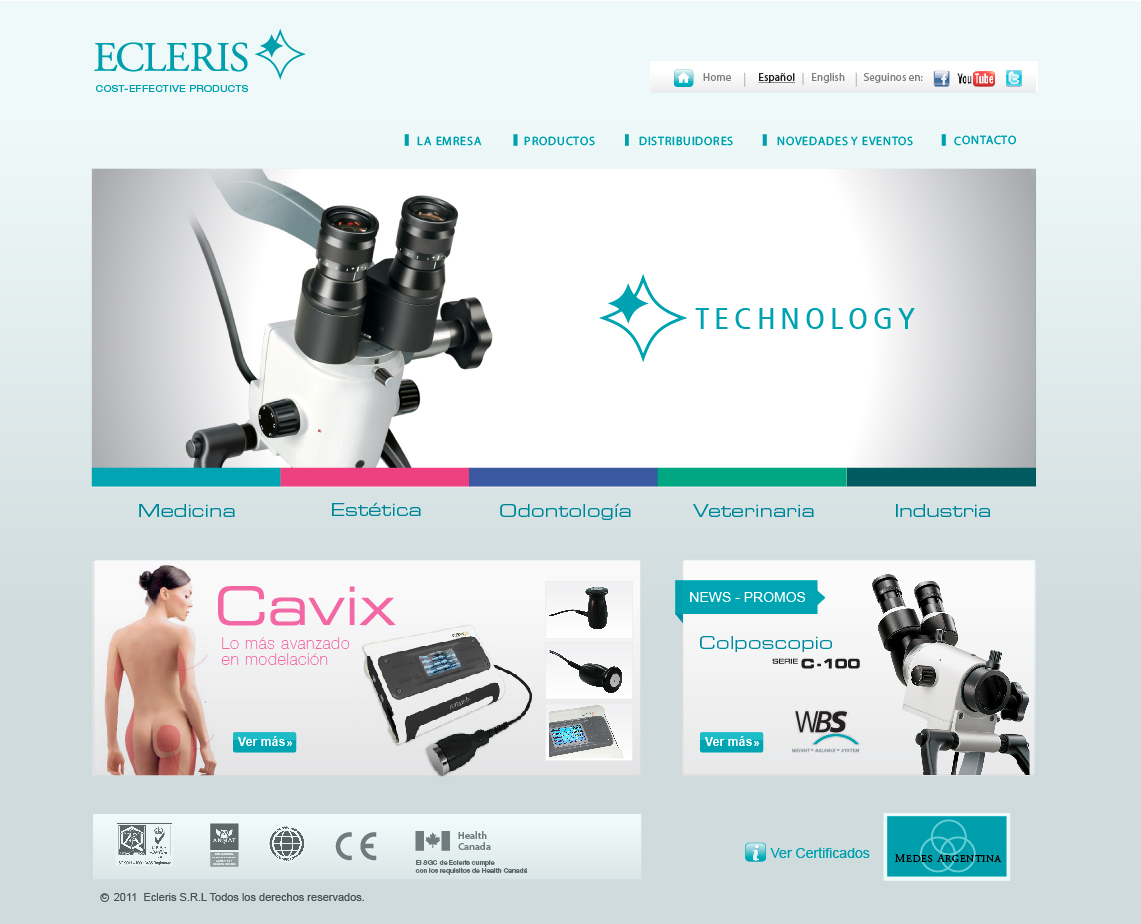 ECLERIS
COST-EFFECTIVE PRODUCTS
Home | Español | English | Seguinos en: f YouTube t
LA EMRESA PRODUCTOS DISTRIBUIDORES NOVEDADES Y EVENTOS CONTACTO
TECHNOLOGY
Medicina Estética Odontología Veterinaria Industria
Cavix
Lo más avanzado
en modelación
Ver más»
NEWS - PROMOS
Colposcopio
SERIE C-100
WBS
WEIGHT BALANCE SYSTEM
Ver más»
CE
Health
Canada
El SGC de Ecleris cumple
con los requisitos de Health Canadá
i Ver Certificados
MEDES ARGENTINA
© 2011 Ecleris S.R.L Todos los derechos reservados.